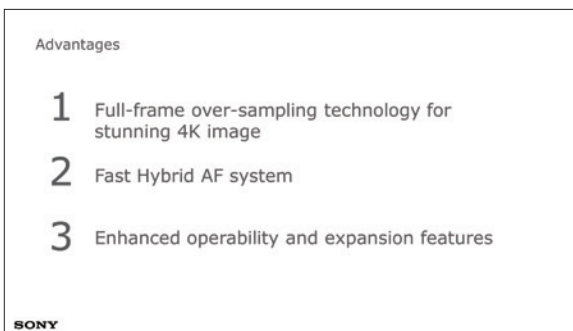 Advantages
1 Full-frame over-sampling technology for
stunning 4K image
2 Fast Hybrid AF system
3 Enhanced operability and expansion features
SONY